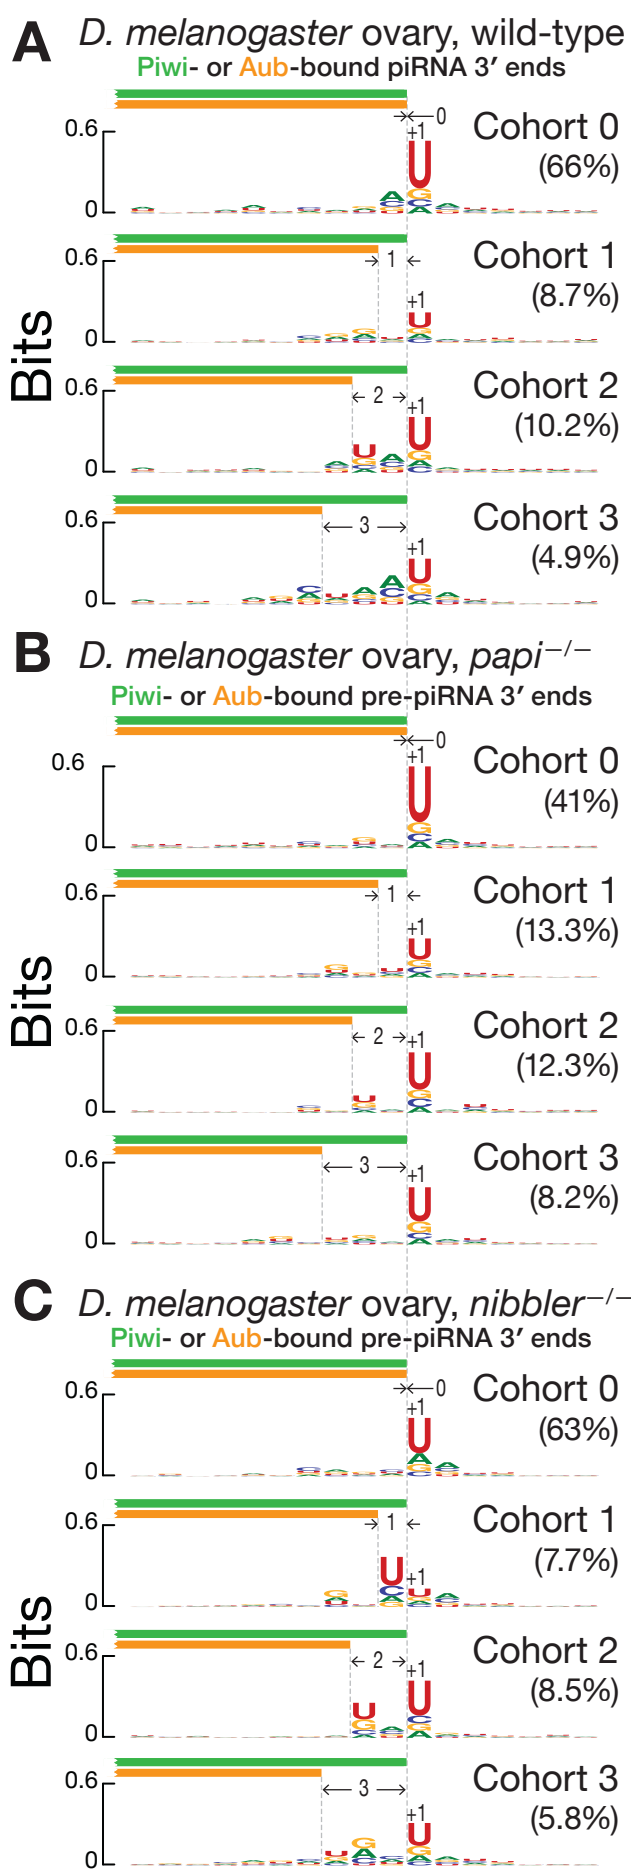 A D. melanogaster ovary, wild-type
Piwi- or Aub-bound piRNA 3′ ends
0
0.6
+1
U
Cohort 0
(66%)
0
1
0.6
+1
U
Cohort 1
(8.7%)
0
Bits
2
0.6
+1
U
Cohort 2
(10.2%)
0
3
0.6
+1
U
Cohort 3
(4.9%)
0
B D. melanogaster ovary, papi−/−
Piwi- or Aub-bound pre-piRNA 3′ ends
0
0.6
+1
U
Cohort 0
(41%)
0
1
0.6
+1
U
Cohort 1
(13.3%)
0
Bits
2
0.6
+1
U
Cohort 2
(12.3%)
0
3
0.6
+1
U
Cohort 3
(8.2%)
0
C D. melanogaster ovary, nibbler−/−
Piwi- or Aub-bound pre-piRNA 3′ ends
0
0.6
+1
U
Cohort 0
(63%)
0
1
0.6
U
+1
Cohort 1
(7.7%)
0
Bits
2
0.6
+1
U
U
Cohort 2
(8.5%)
0
3
0.6
+1
U
Cohort 3
(5.8%)
0